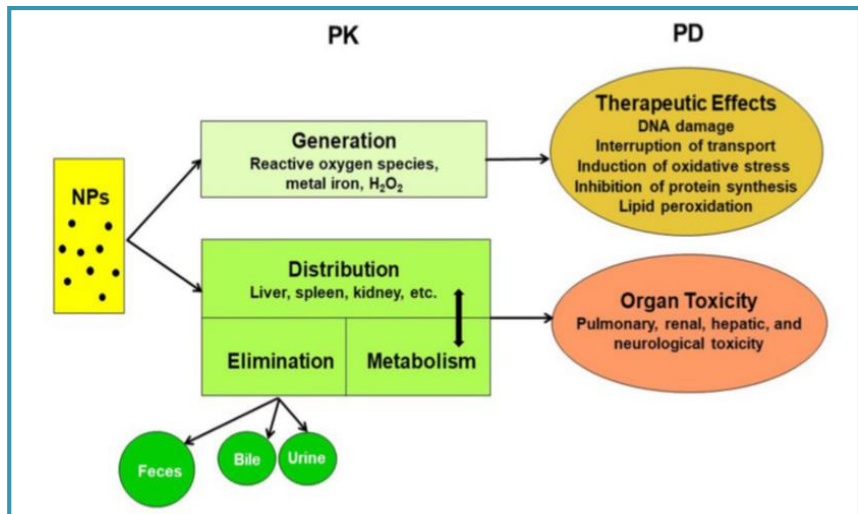 PK
PD
NPs
Generation
Reactive oxygen species,
metal iron, H₂O₂
Therapeutic Effects
DNA damage
Interruption of transport
Induction of oxidative stress
Inhibition of protein synthesis
Lipid peroxidation
Distribution
Liver, spleen, kidney, etc.
Elimination
Metabolism
Organ Toxicity
Pulmonary, renal, hepatic, and
neurological toxicity
Feces
Bile
Urine